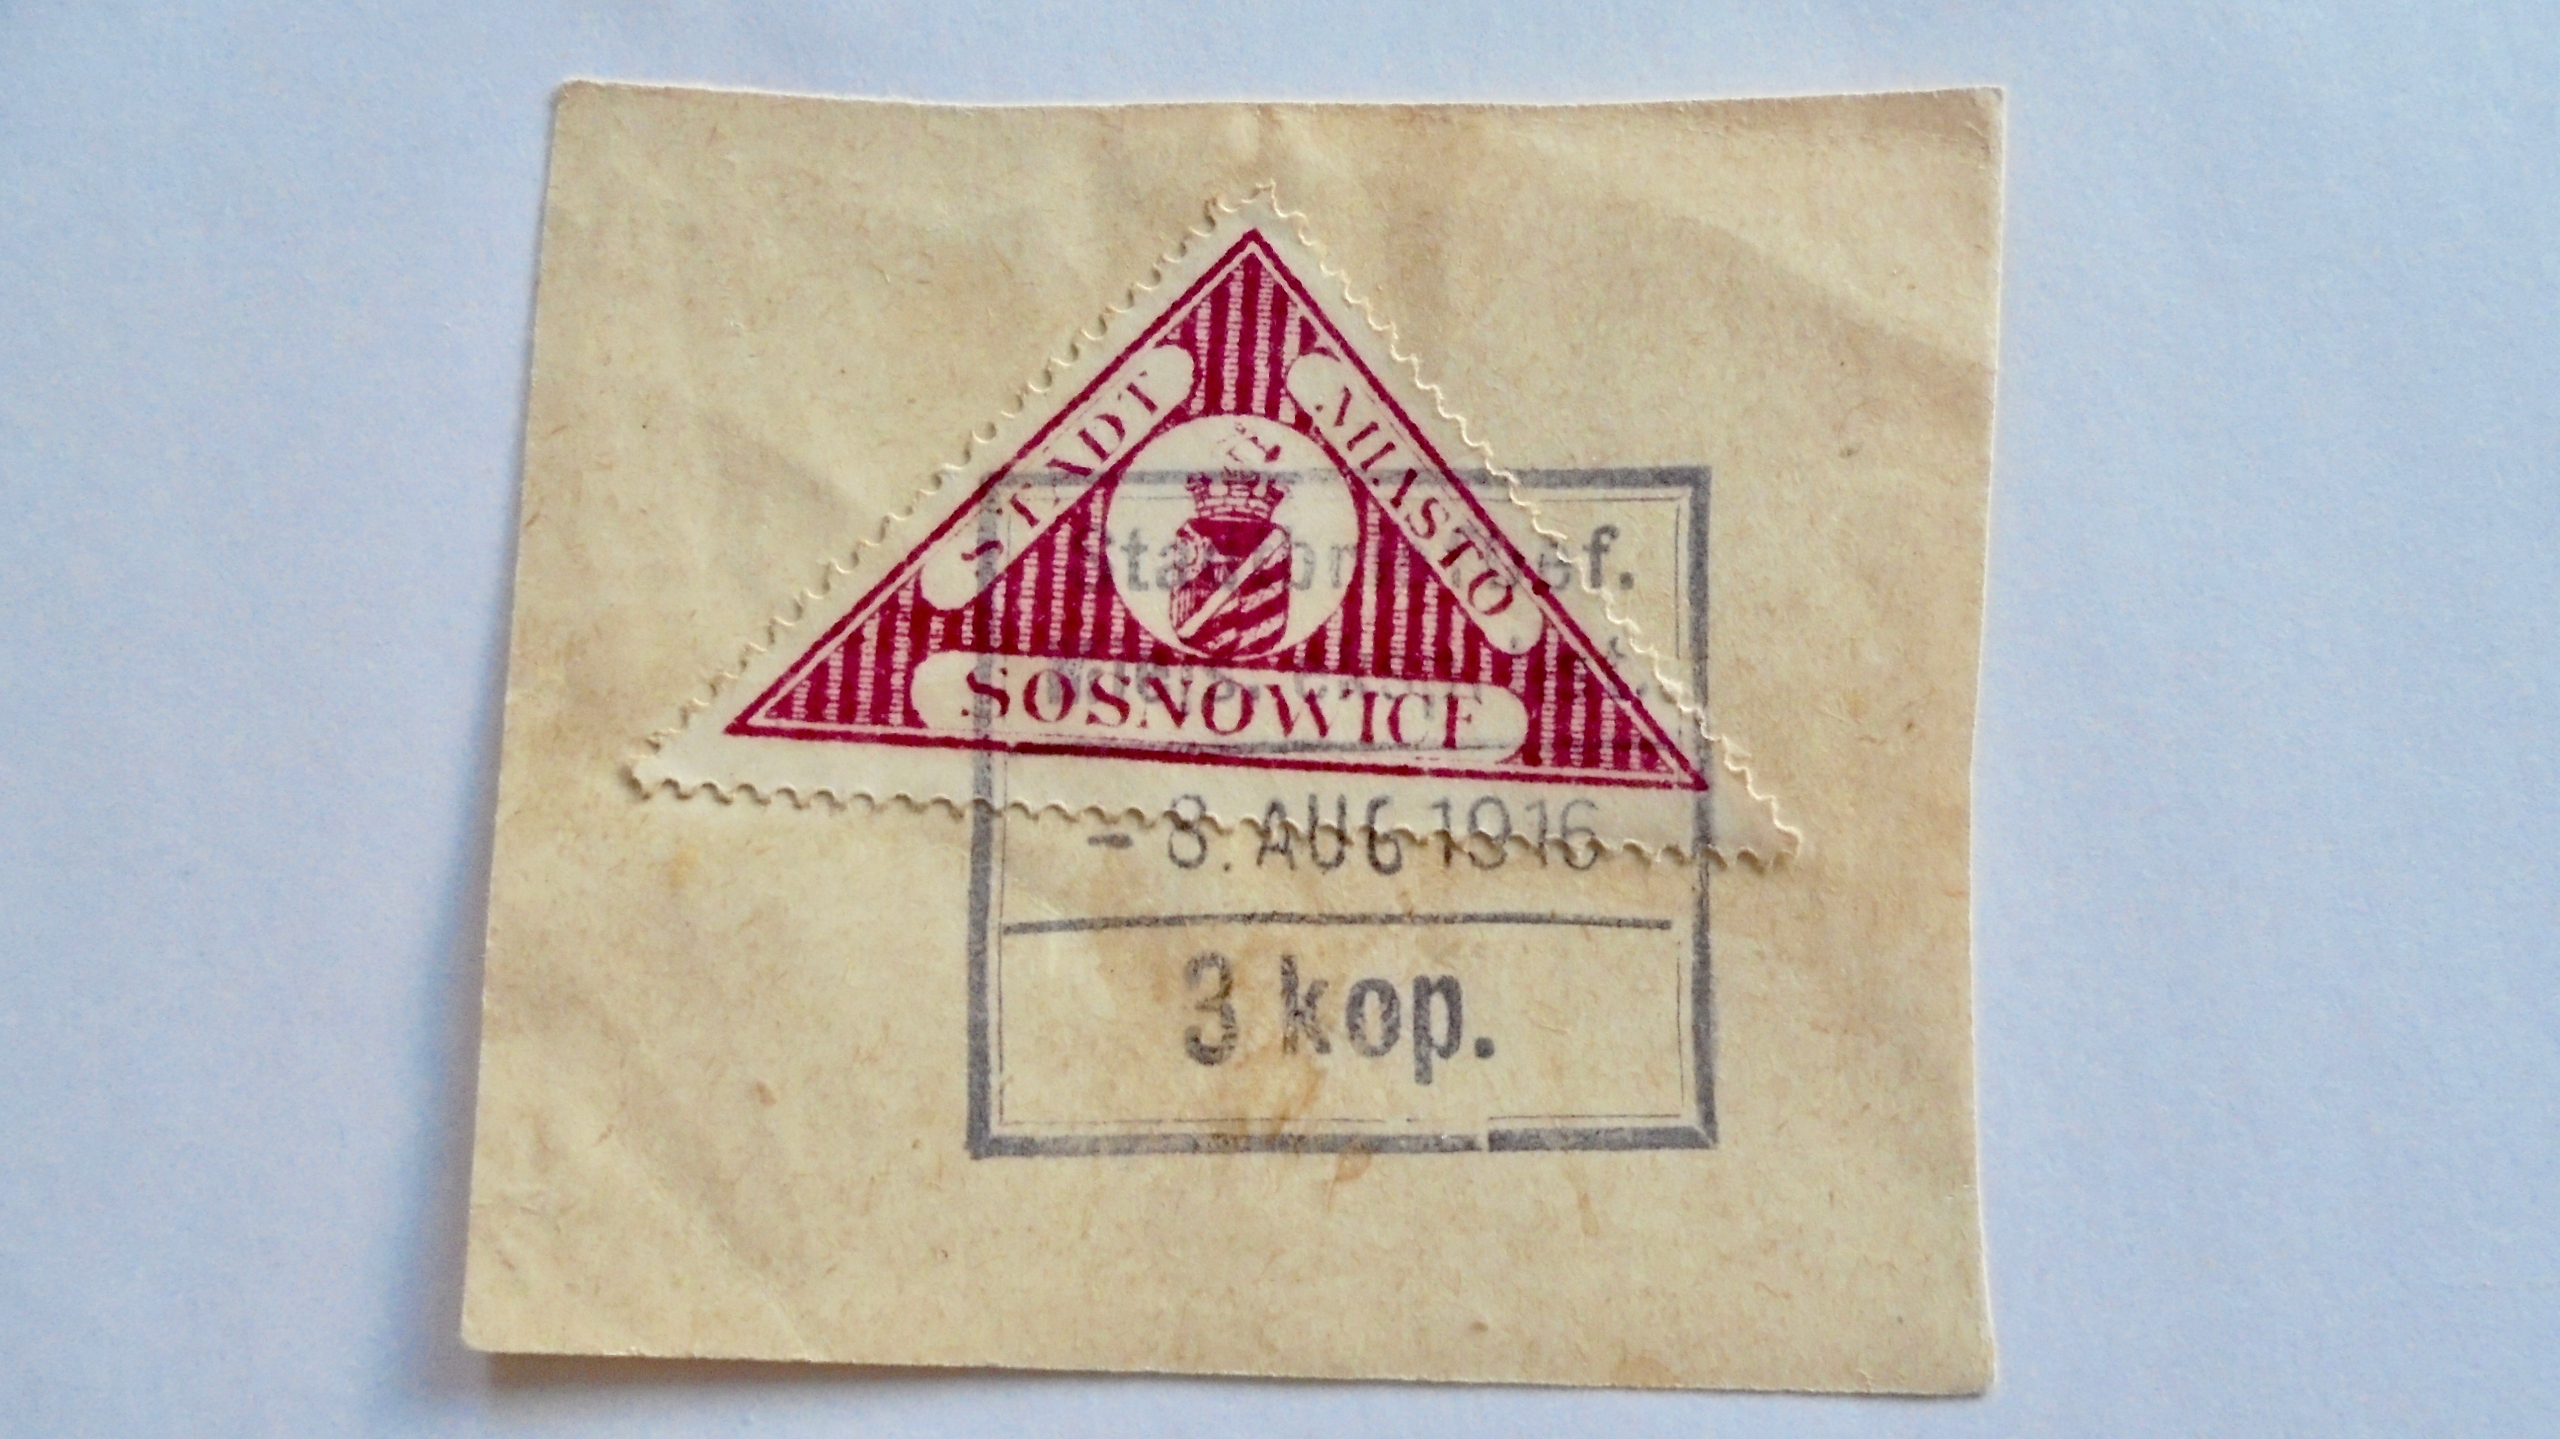 STADT
MIASTO
SOSNOWICE
- 8. AUG 1916
3 kop.